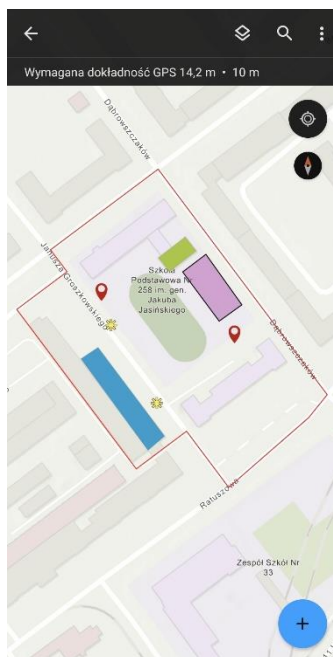 Wymagana dokładność GPS 14,2 m • 10 m
Dąbrowszczaków
Janusza Groszkowskiego
Szkoła
Podstawowa Nr
258 im. gen.
Jakuba
Jasińskiego
Dąbrowszczaków
Ratuszowa
Zespół Szkół Nr
33